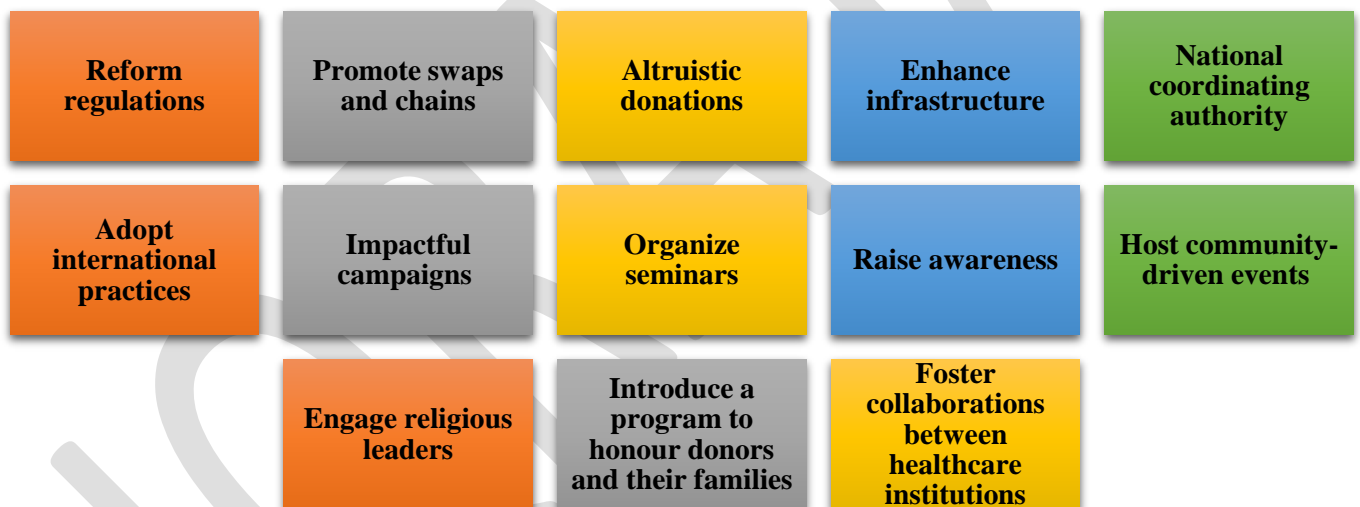 Reform
regulations
Promote swaps
and chains
Altruistic
donations
Enhance
infrastructure
National
coordinating
authority
Adopt
international
practices
Impactful
campaigns
Organize
seminars
Raise awareness
Host community-
driven events
Engage religious
leaders
Introduce a
program to
honour donors
and their families
Foster
collaborations
between
healthcare
institutions